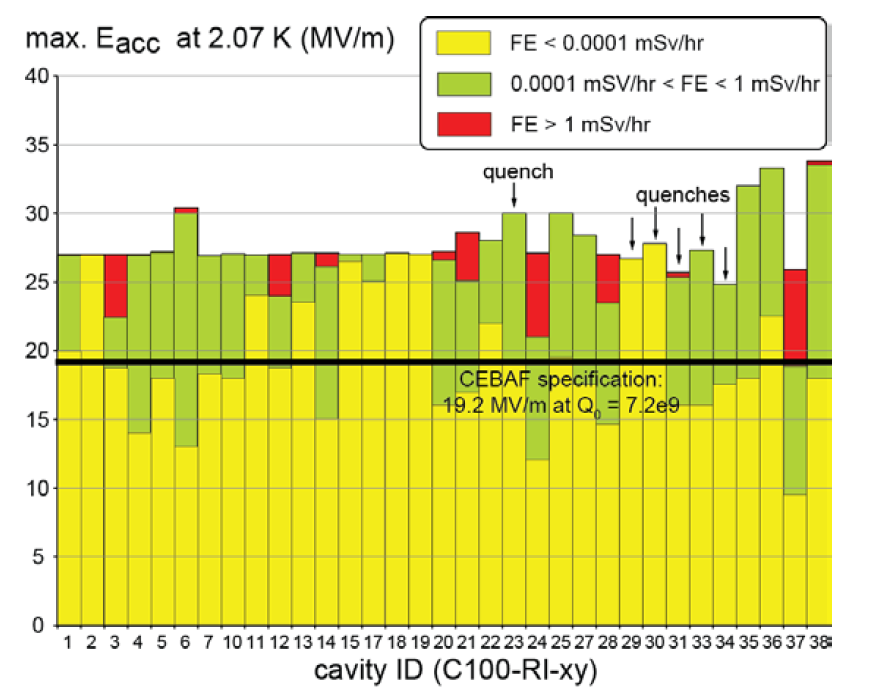 max. Eacc at 2.07 K (MV/m)
FE < 0.0001 mSv/hr
0.0001 mSV/hr < FE < 1 mSv/hr
FE > 1 mSv/hr
40
35
30
25
20
15
10
5
0
quench
quenches
CEBAF specification:
19.2 MV/m at Q0 = 7.2e9
1 2 3 4 5 6 7 10 11 12 13 14 15 17 18 19 20 21 22 23 24 25 27 28 29 30 31 33 34 35 36 37 38
cavity ID (C100-RI-xy)